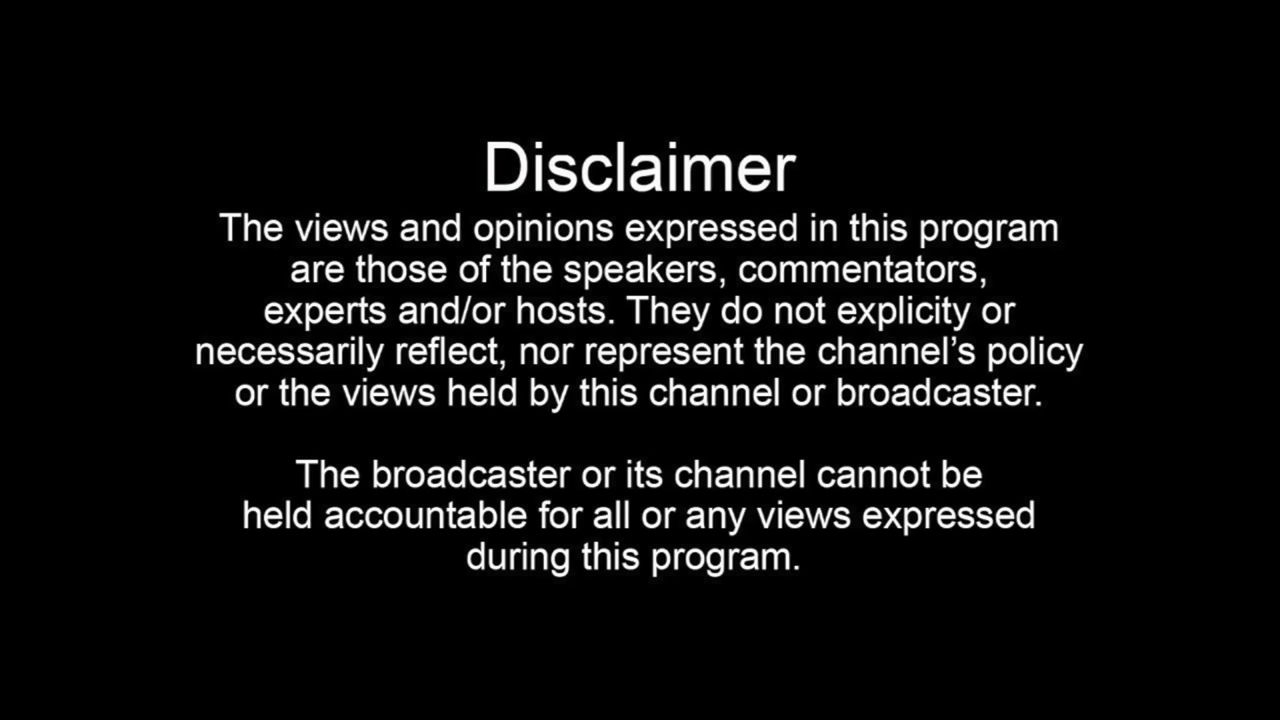 Disclaimer
The views and opinions expressed in this program
are those of the speakers, commentators,
experts and/or hosts. They do not explicity or
necessarily reflect, nor represent the channel’s policy
or the views held by this channel or broadcaster.
The broadcaster or its channel cannot be
held accountable for all or any views expressed
during this program.